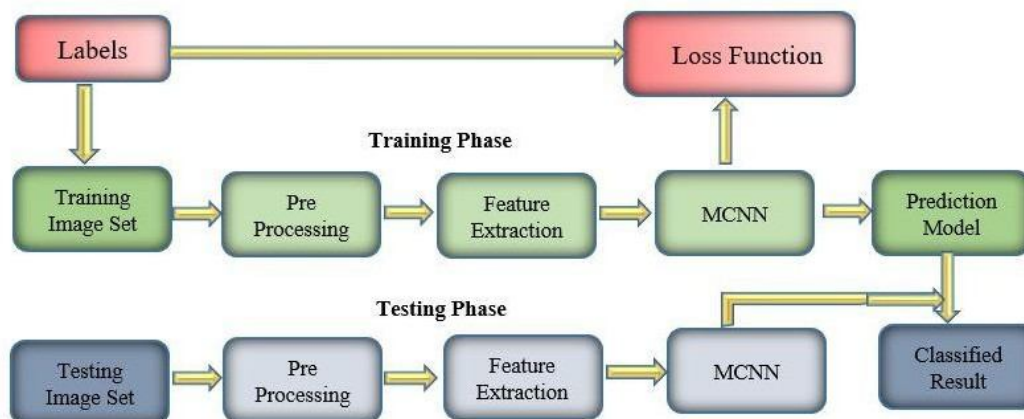 Labels
Loss Function
Training Phase
Training
Image Set
Pre
Processing
Feature
Extraction
MCNN
Prediction
Model
Testing Phase
Testing
Image Set
Pre
Processing
Feature
Extraction
MCNN
Classified
Result